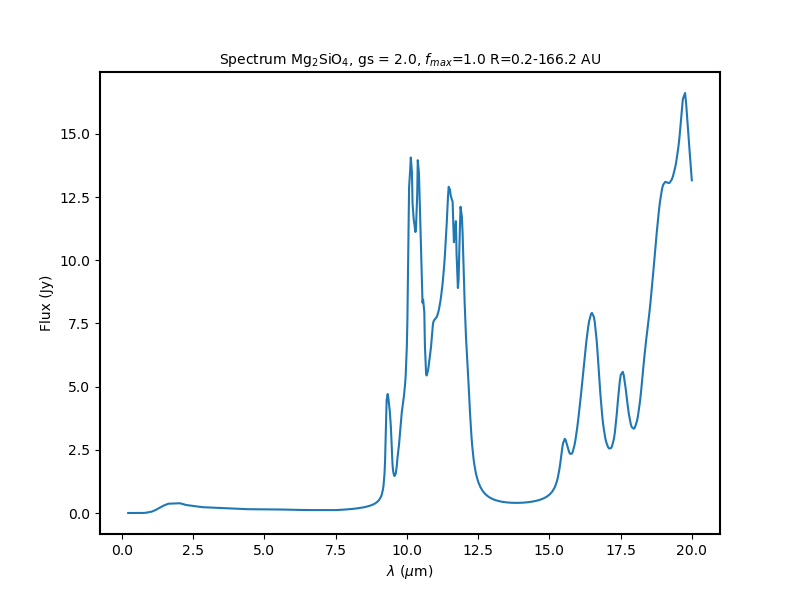 Spectrum Mg₂SiO₄, gs = 2.0, f_max=1.0 R=0.2-166.2 AU
Flux (Jy)
15.0
12.5
10.0
7.5
5.0
2.5
0.0
0.0 2.5 5.0 7.5 10.0 12.5 15.0 17.5 20.0
λ (μm)